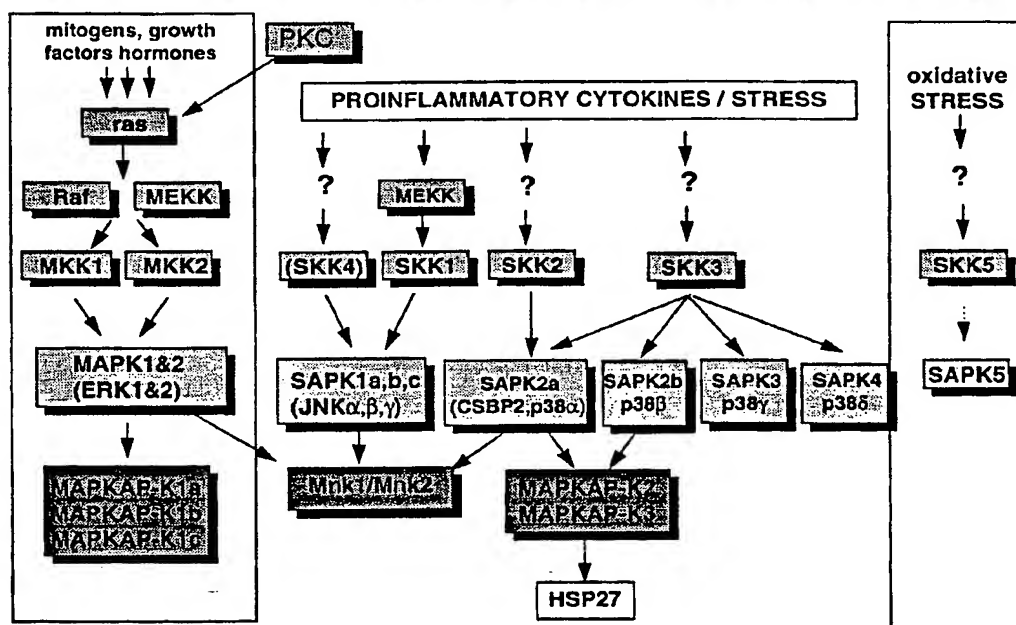 mitogens, growth
factors hormones
PKC
ras
Raf
MEKK
MKK1
MKK2
MAPK1&2
(ERK1&2)
MAPKAP-K1a
MAPKAP-K1b
MAPKAP-K1c
PROINFLAMMATORY CYTOKINES / STRESS
?
?
?
MEKK
(SKK4)
SKK1
SKK2
SKK3
SAPK1a,b,c
(JNKα,β,γ)
SAPK2a
(CSBP2,p38α)
SAPK2b
p38β
SAPK3
p38γ
SAPK4
p38δ
Mnk1/Mnk2
MAPKAP-K2
MAPKAP-K3
HSP27
oxidative
STRESS
?
SKK5
SAPK5